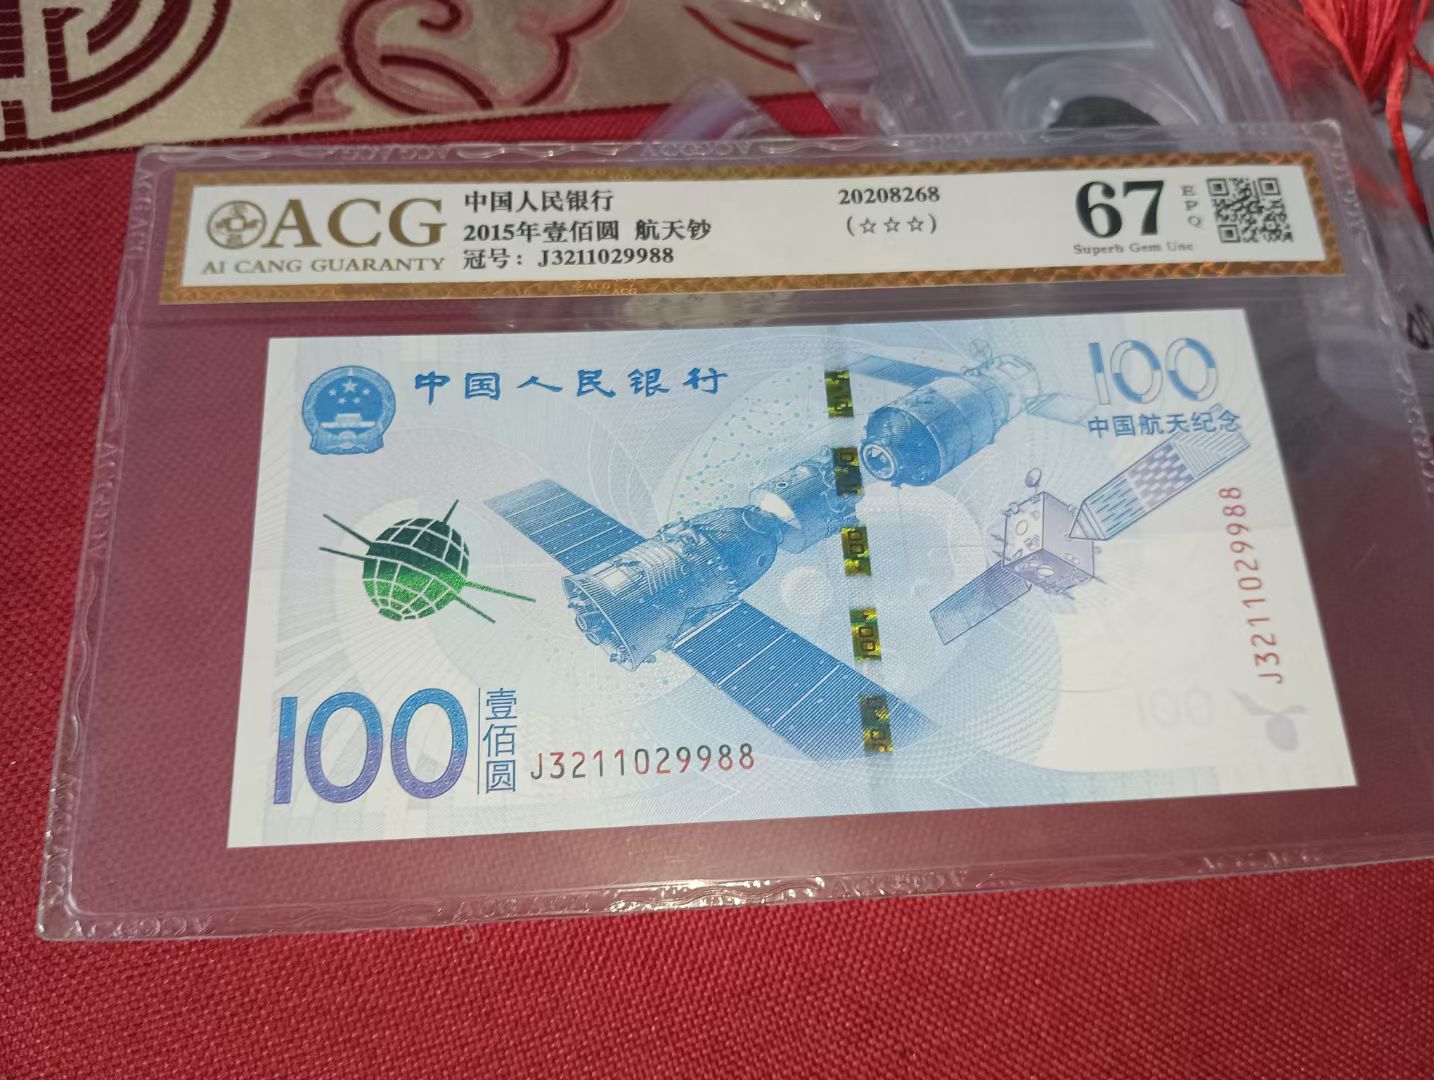 ACG
AI CANG GUARANTY
中国人民银行
2015年壹佰圆 航天钞
冠号：J3211029988
20208268
(☆☆☆)
67
EPQ
Superb Gem Unc
中国人民银行
100
中国航天纪念
J3211029988
100
壹佰圆
J3211029988